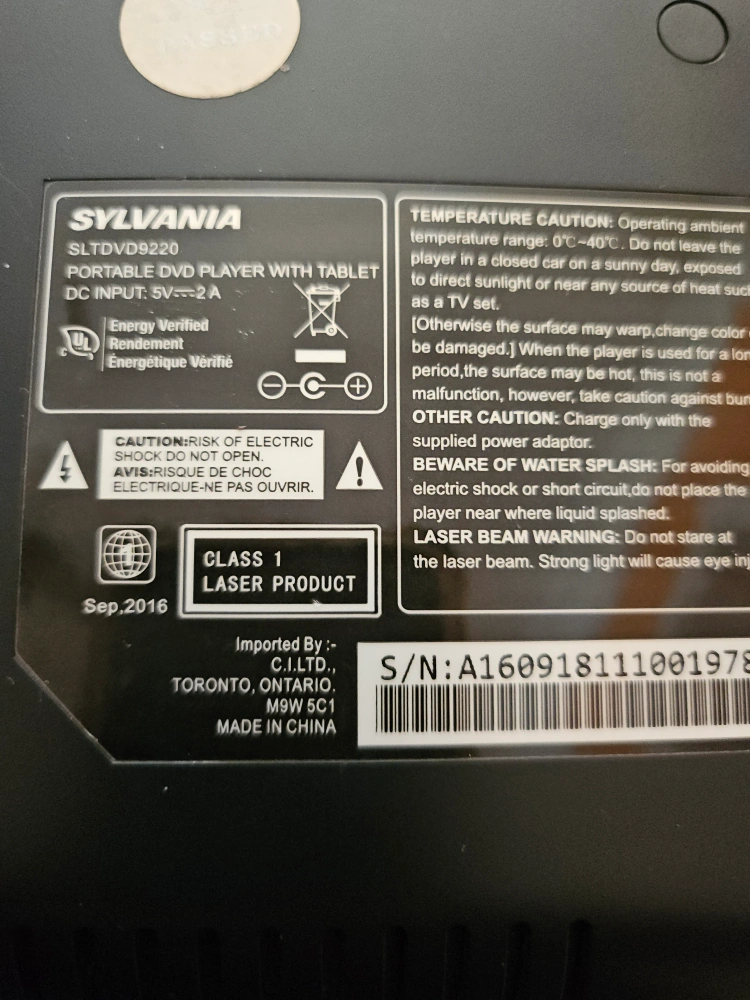 SYLVANIA
SLTDVD9220
PORTABLE DVD PLAYER WITH TABLET
DC INPUT: 5V⎓2 A
UL
Energy Verified
Rendement
Énergétique Vérifié
CAUTION:RISK OF ELECTRIC
SHOCK DO NOT OPEN.
AVIS:RISQUE DE CHOC
ELECTRIQUE-NE PAS OUVRIR.
1
Sep,2016
CLASS 1
LASER PRODUCT
TEMPERATURE CAUTION: Operating ambient
temperature range: 0℃~40℃. Do not leave the
player in a closed car on a sunny day, exposed
to direct sunlight or near any source of heat suc
as a TV set.
[Otherwise the surface may warp,change color
be damaged.] When the player is used for a lon
period,the surface may be hot, this is not a
malfunction, however, take caution against bur
OTHER CAUTION: Charge only with the
supplied power adaptor.
BEWARE OF WATER SPLASH: For avoiding
electric shock or short circuit,do not place the
player near where liquid splashed.
LASER BEAM WARNING: Do not stare at
the laser beam. Strong light will cause eye inj
Imported By :-
C.I.LTD.,
TORONTO, ONTARIO.
M9W 5C1
MADE IN CHINA
S/N:A160918111001978